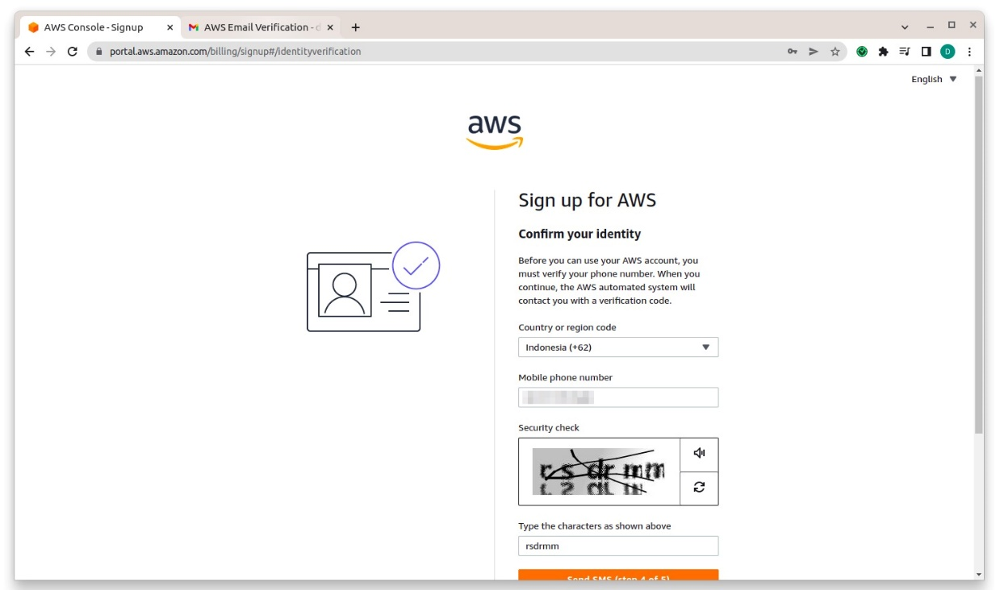 AWS Console - Signup
AWS Email Verification - d
portal.aws.amazon.com/billing/signup#/identityverification
D
English
aws
Sign up for AWS
Confirm your identity
Before you can use your AWS account, you
must verify your phone number. When you
continue, the AWS automated system will
contact you with a verification code.
Country or region code
Indonesia (+62)
Mobile phone number
Security check
rsdrmm
Type the characters as shown above
rsdrmm
Send SMS (step 4 of 5)